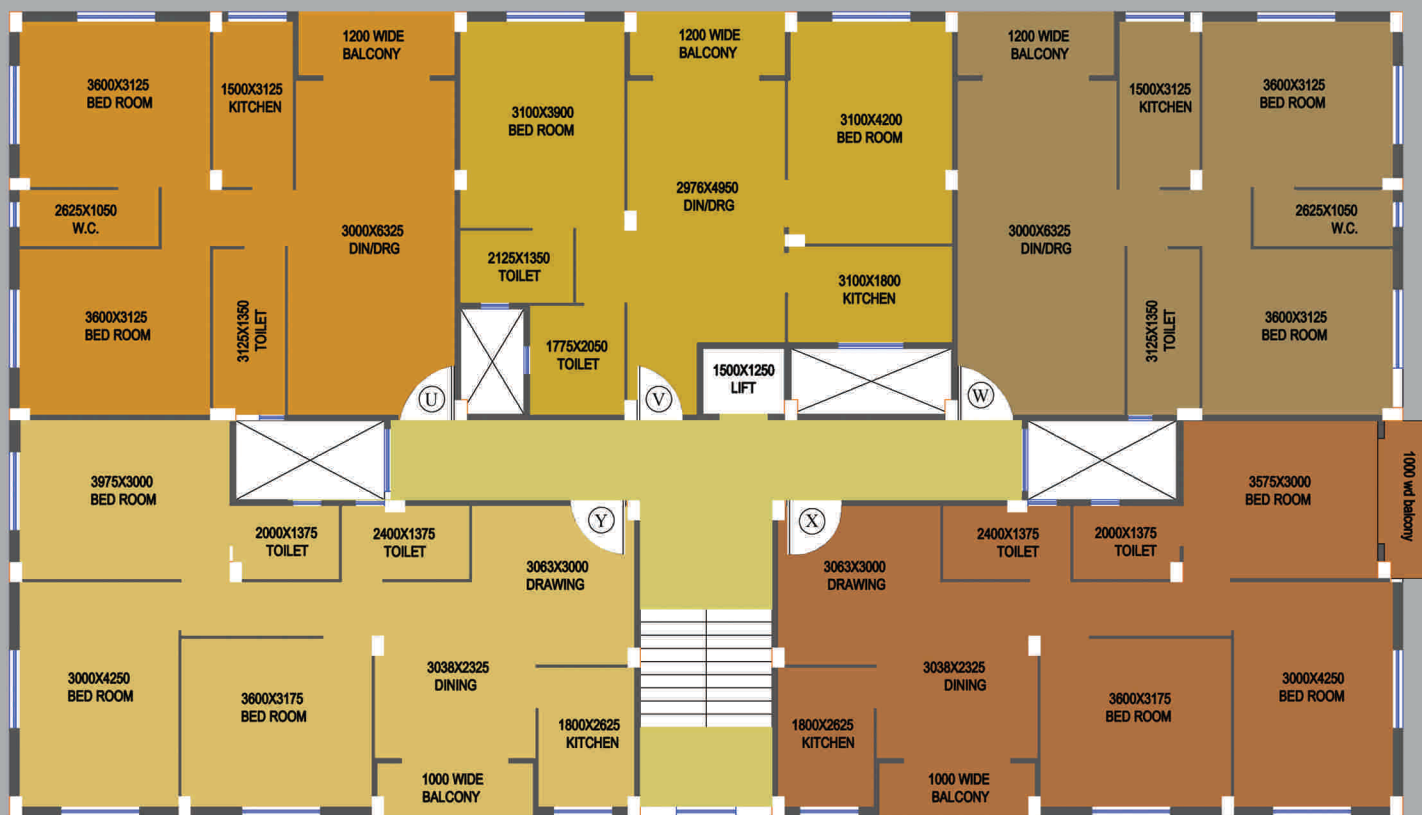 3600X3125
BED ROOM
1500X3125
KITCHEN
1200 WIDE
BALCONY
3000X6325
DIN/DRG
2625X1050
W.C.
3600X3125
BED ROOM
3125X1350
TOILET
U
3100X3900
BED ROOM
1200 WIDE
BALCONY
3100X4200
BED ROOM
2976X4950
DIN/DRG
2125X1350
TOILET
1775X2050
TOILET
3100X1800
KITCHEN
V
1500X1250
LIFT
1200 WIDE
BALCONY
1500X3125
KITCHEN
3600X3125
BED ROOM
3000X6325
DIN/DRG
2625X1050
W.C.
3125X1350
TOILET
3600X3125
BED ROOM
W
3975X3000
BED ROOM
2000X1375
TOILET
2400X1375
TOILET
Y
3063X3000
DRAWING
3000X4250
BED ROOM
3600X3175
BED ROOM
3038X2325
DINING
1800X2625
KITCHEN
1000 WIDE
BALCONY
X
3063X3000
DRAWING
2400X1375
TOILET
2000X1375
TOILET
3575X3000
BED ROOM
1000 wd balcony
3038X2325
DINING
1800X2625
KITCHEN
1000 WIDE
BALCONY
3600X3175
BED ROOM
3000X4250
BED ROOM